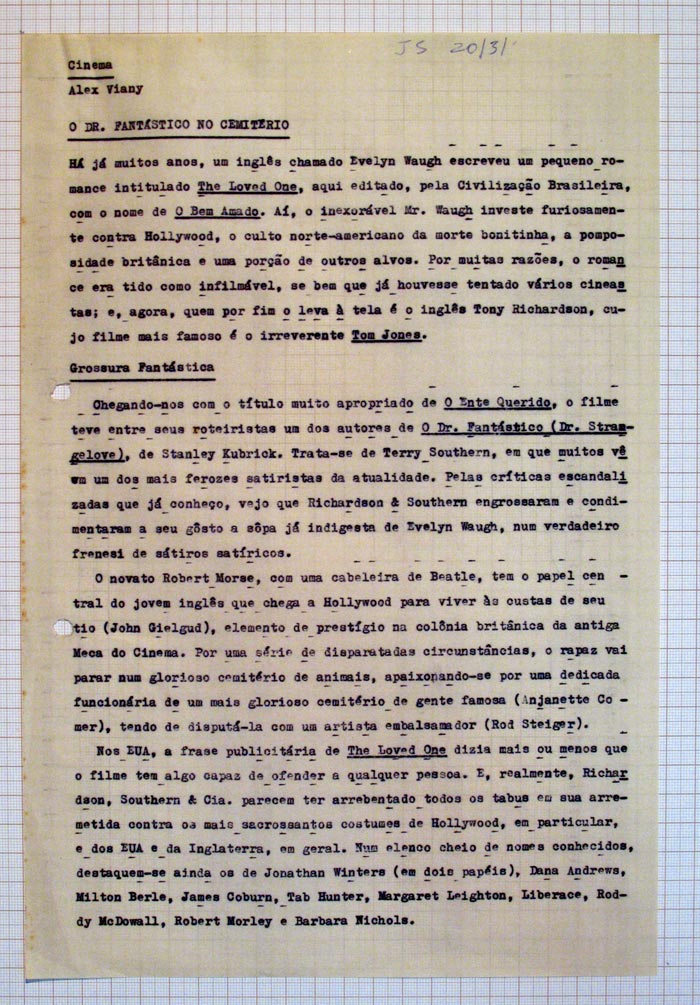 JS 20/3/
Cinema
Alex Viany
O DR. FANTÁSTICO NO CEMITÉRIO
Há já muitos anos, um inglês chamado Evelyn Waugh escreveu um pequeno ro-
mance intitulado The Loved One, aqui editado, pela Civilização Brasileira,
com o nome de O Bem Amado. Aí, o inexorável Mr. Waugh investe furiosamen-
te contra Hollywood, o culto norte-americano da morte bonitinha, a pompo-
sidade britânica e uma porção de outros alvos. Por muitas razões, o roman
ce era tido como infilmável, se bem que já houvesse tentado vários cineas
tas; e, agora, quem por fim o leva à tela é o inglês Tony Richardson, cu-
jo filme mais famoso é o irreverente Tom Jones.
Grossura Fantástica
Chegando-nos com o título muito apropriado de O Ente Querido, o filme
teve entre seus roteiristas um dos autores de O Dr. Fantástico (Dr. Stran-
gelove), de Stanley Kubrick. Trata-se de Terry Southern, em que muitos vê
em um dos mais ferozes satiristas da atualidade. Pelas críticas escandali
zadas que já conheço, vejo que Richardson & Southern engrossaram e condi-
mentaram a seu gôsto a sôpa já indigesta de Evelyn Waugh, num verdadeiro
frenesi de sátiros satíricos.
O novato Robert Morse, com uma cabeleira de Beatle, tem o papel cen -
tral do jovem inglês que chega a Hollywood para viver às custas de seu
tio (John Gielgud), elemento de prestígio na colônia britânica da antiga
Meca do Cinema. Por uma série de disparatadas circunstâncias, o rapaz vai
parar num glorioso cemitério de animais, apaixonando-se por uma dedicada
funcionária de um mais glorioso cemitério de gente famosa (Anjanette Co -
mer), tendo de disputá-la com um artista embalsamador (Rod Steiger).
Nos EUA, a frase publicitária de The Loved One dizia mais ou menos que
o filme tem algo capaz de ofender a qualquer pessoa. E, realmente, Richar
dson, Southern & Cia. parecem ter arrebentado todos os tabus em sua arre-
metida contra os mais sacrossantos costumes de Hollywood, em particular,
e dos EUA e da Inglaterra, em geral. Num elenco cheio de nomes conhecidos,
destaquem-se ainda os de Jonathan Winters (em dois papéis), Dana Andrews,
Milton Berle, James Coburn, Tab Hunter, Margaret Leighton, Liberace, Rod-
dy McDowall, Robert Morley e Barbara Nichols.